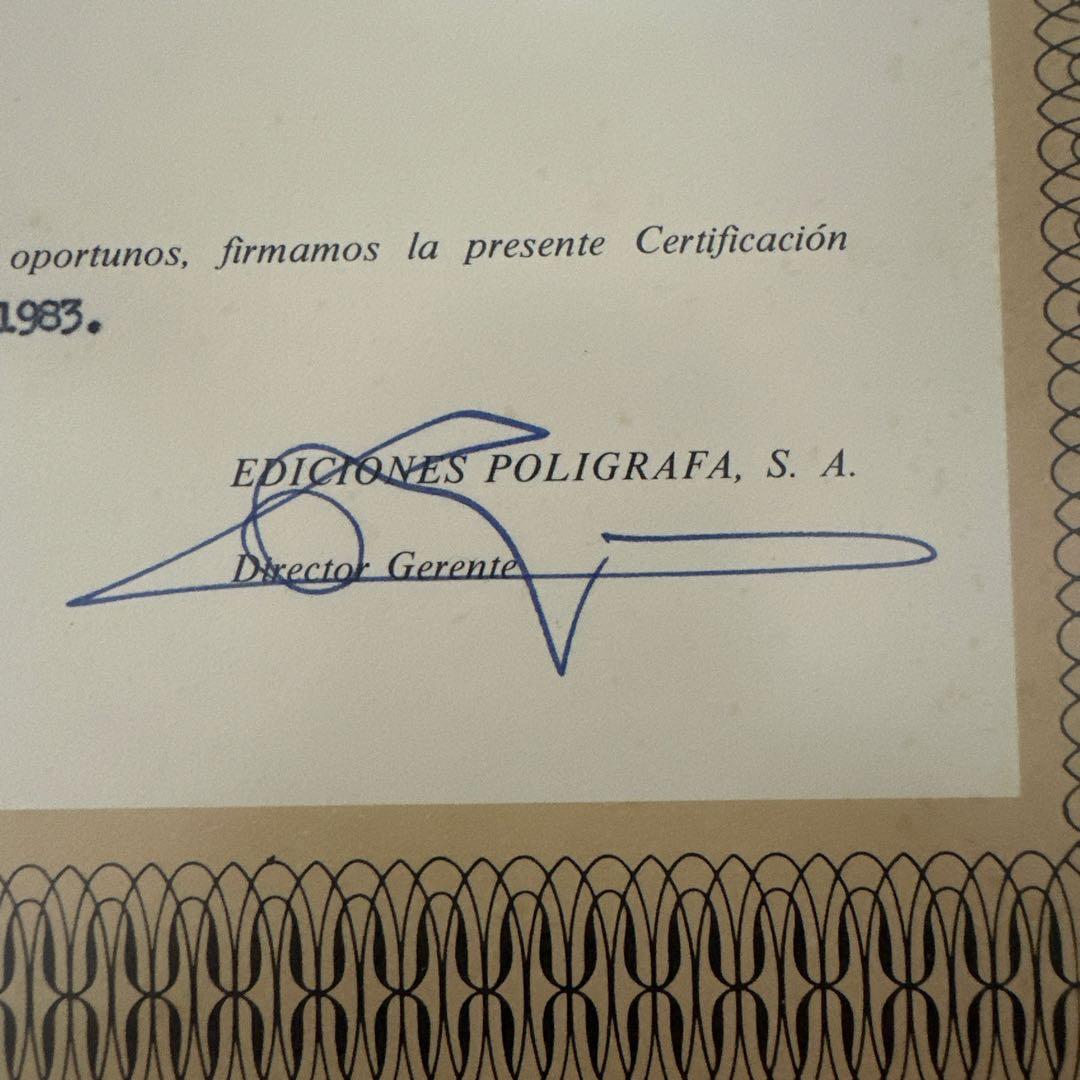 oportunos, firmamos la presente Certificación
1983.
EDICIONES POLIGRAFA, S. A.
Director Gerente